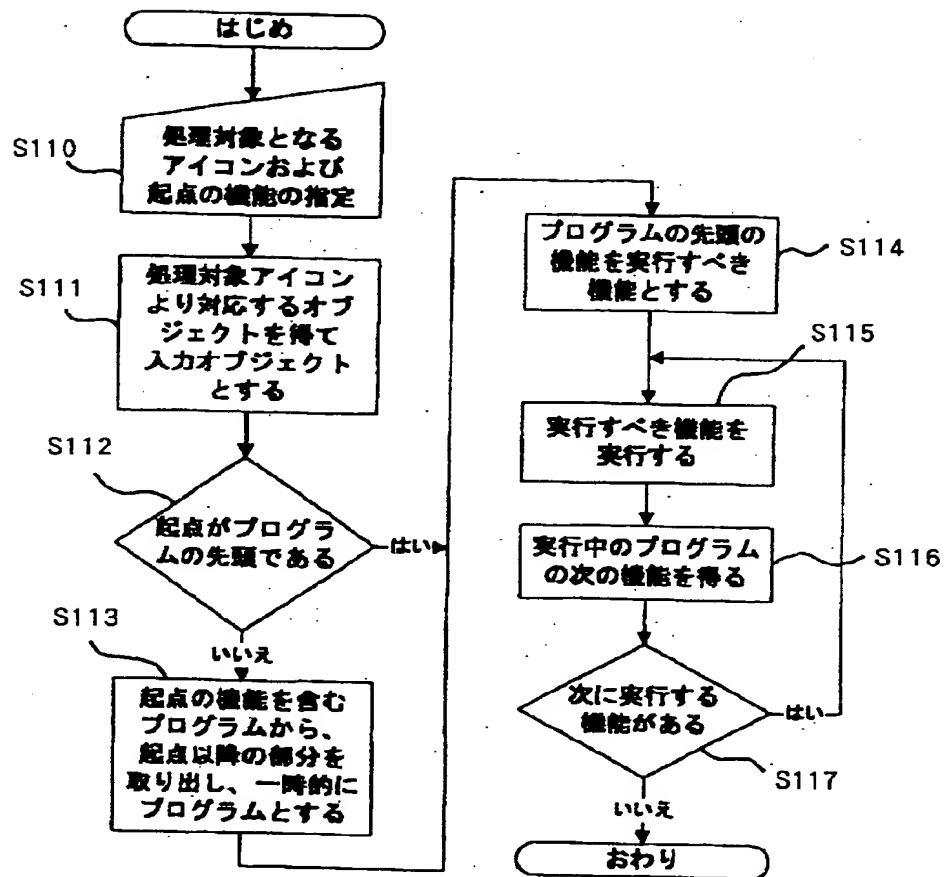 はじめ
S110
処理対象となる
アイコンおよび
起点の機能の指定
S111
処理対象アイコン
より対応するオブ
ジェクトを得て
入力オブジェクト
とする
S112
起点がプログラ
ムの先頭である
はい
いいえ
S113
起点の機能を含む
プログラムから、
起点以降の部分を
取り出し、一時的に
プログラムとする
プログラムの先頭の
機能を実行すべき
機能とする
S114
S115
実行すべき機能を
実行する
実行中のプログラム
の次の機能を得る
S116
次に実行する
機能がある
はい
S117
いいえ
おわり